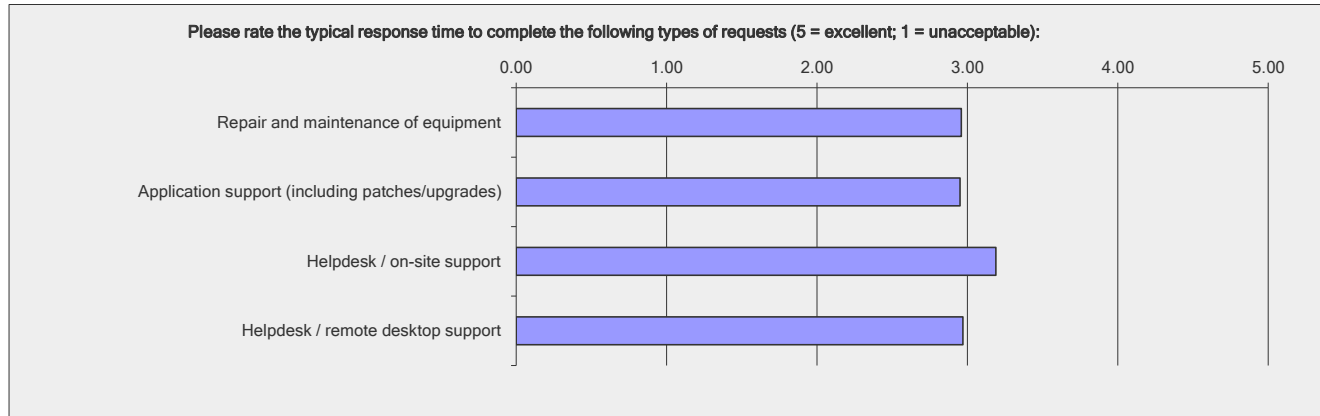 Please rate the typical response time to complete the following types of requests (5 = excellent; 1 = unacceptable):
0.00 1.00 2.00 3.00 4.00 5.00
Repair and maintenance of equipment
Application support (including patches/upgrades)
Helpdesk / on-site support
Helpdesk / remote desktop support